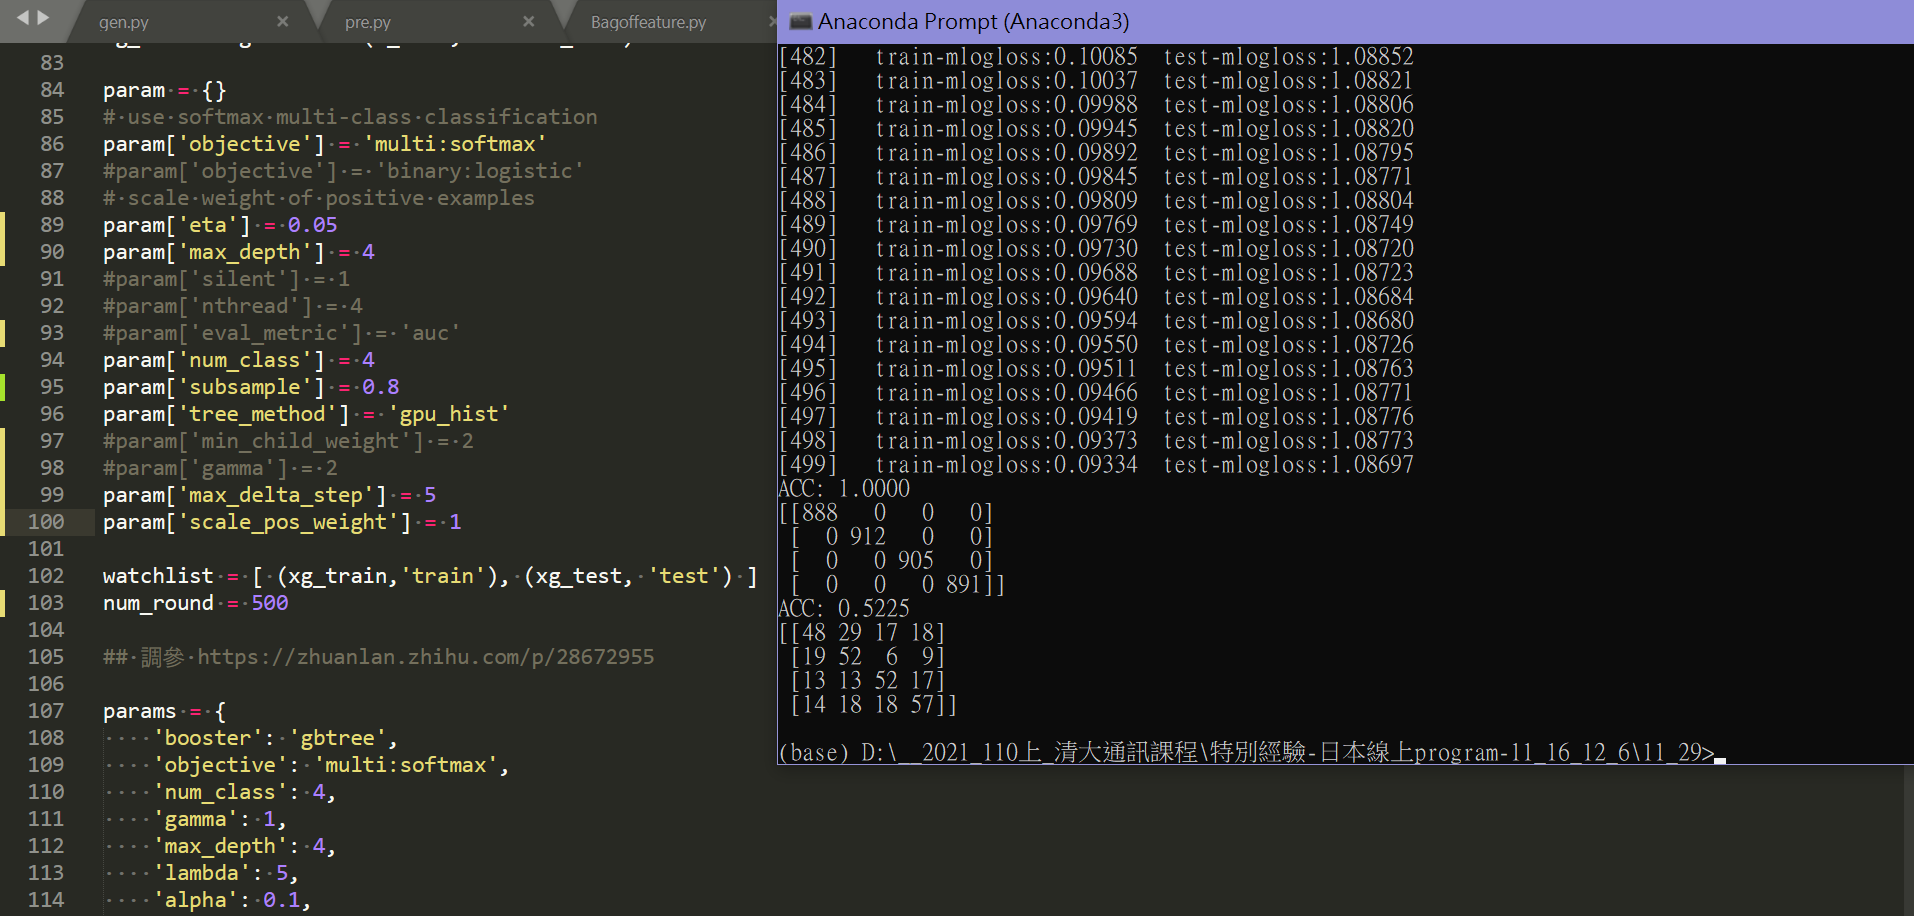 gen.py × pre.py × Bagoffeature.py ×
83
84 param = {}
85 # use softmax multi-class classification
86 param['objective'] = 'multi:softmax'
87 #param['objective'] = 'binary:logistic'
88 # scale weight of positive examples
89 param['eta'] = 0.05
90 param['max_depth'] = 4
91 #param['silent'] = 1
92 #param['nthread'] = 4
93 #param['eval_metric'] = 'auc'
94 param['num_class'] = 4
95 param['subsample'] = 0.8
96 param['tree_method'] = 'gpu_hist'
97 #param['min_child_weight'] = 2
98 #param['gamma'] = 2
99 param['max_delta_step'] = 5
100 param['scale_pos_weight'] = 1
101
102 watchlist = [ (xg_train,'train'), (xg_test, 'test') ]
103 num_round = 500
104
105 ## 調參 https://zhuanlan.zhihu.com/p/28672955
106
107 params = {
108 'booster': 'gbtree',
109 'objective': 'multi:softmax',
110 'num_class': 4,
111 'gamma': 1,
112 'max_depth': 4,
113 'lambda': 5,
114 'alpha': 0.1,
Anaconda Prompt (Anaconda3)
[482] train-mlogloss:0.10085 test-mlogloss:1.08852
[483] train-mlogloss:0.10037 test-mlogloss:1.08821
[484] train-mlogloss:0.09988 test-mlogloss:1.08806
[485] train-mlogloss:0.09945 test-mlogloss:1.08820
[486] train-mlogloss:0.09892 test-mlogloss:1.08795
[487] train-mlogloss:0.09845 test-mlogloss:1.08771
[488] train-mlogloss:0.09809 test-mlogloss:1.08804
[489] train-mlogloss:0.09769 test-mlogloss:1.08749
[490] train-mlogloss:0.09730 test-mlogloss:1.08720
[491] train-mlogloss:0.09688 test-mlogloss:1.08723
[492] train-mlogloss:0.09640 test-mlogloss:1.08684
[493] train-mlogloss:0.09594 test-mlogloss:1.08680
[494] train-mlogloss:0.09550 test-mlogloss:1.08726
[495] train-mlogloss:0.09511 test-mlogloss:1.08763
[496] train-mlogloss:0.09466 test-mlogloss:1.08771
[497] train-mlogloss:0.09419 test-mlogloss:1.08776
[498] train-mlogloss:0.09373 test-mlogloss:1.08773
[499] train-mlogloss:0.09334 test-mlogloss:1.08697
ACC: 1.0000
[[888 0 0 0]
[ 0 912 0 0]
[ 0 0 905 0]
[ 0 0 0 891]]
ACC: 0.5225
[[48 29 17 18]
[19 52 6 9]
[13 13 52 17]
[14 18 18 57]]
(base) D:\__2021_110上_清大通訊課程\特別經驗-日本線上program-11_16_12_6\11_29>